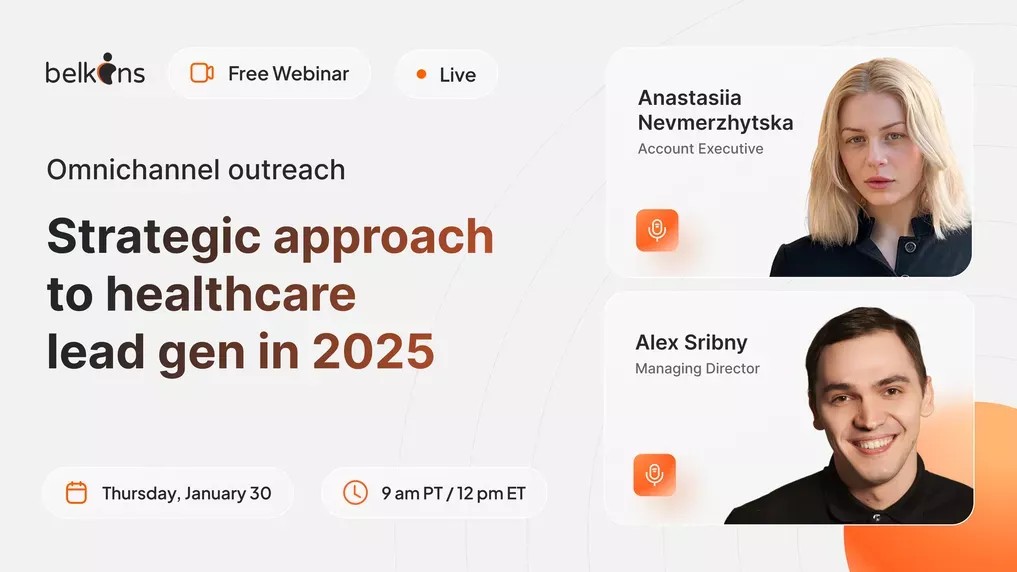 belkins
Free Webinar
Live
Omnichannel outreach
Strategic approach
to healthcare
lead gen in 2025
Thursday, January 30
9 am PT / 12 pm ET
Anastasiia
Nevmerzhytska
Account Executive
Alex Sribny
Managing Director